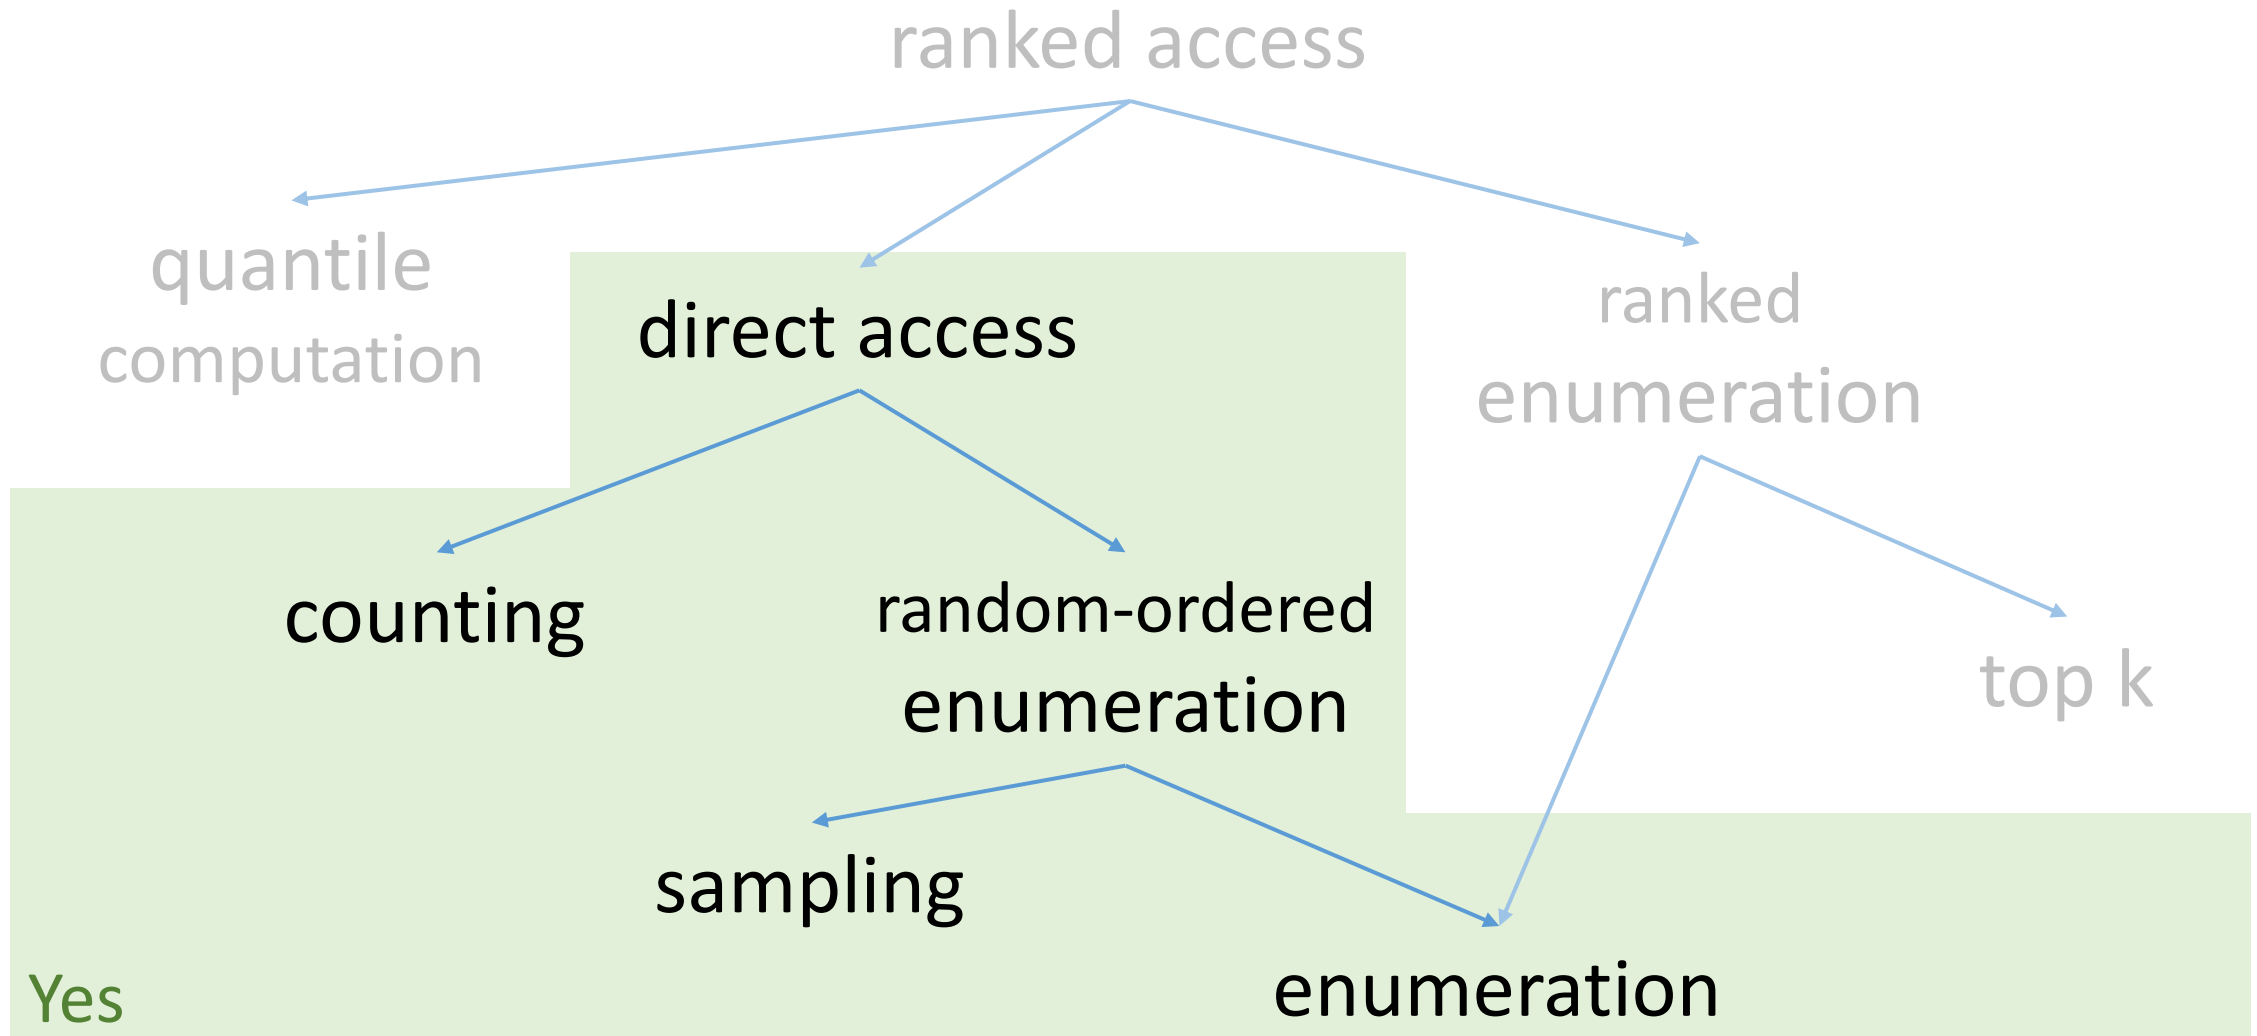 ranked access
quantile
computation
direct access
ranked
enumeration
counting
random-ordered
enumeration
top k
sampling
enumeration
Yes